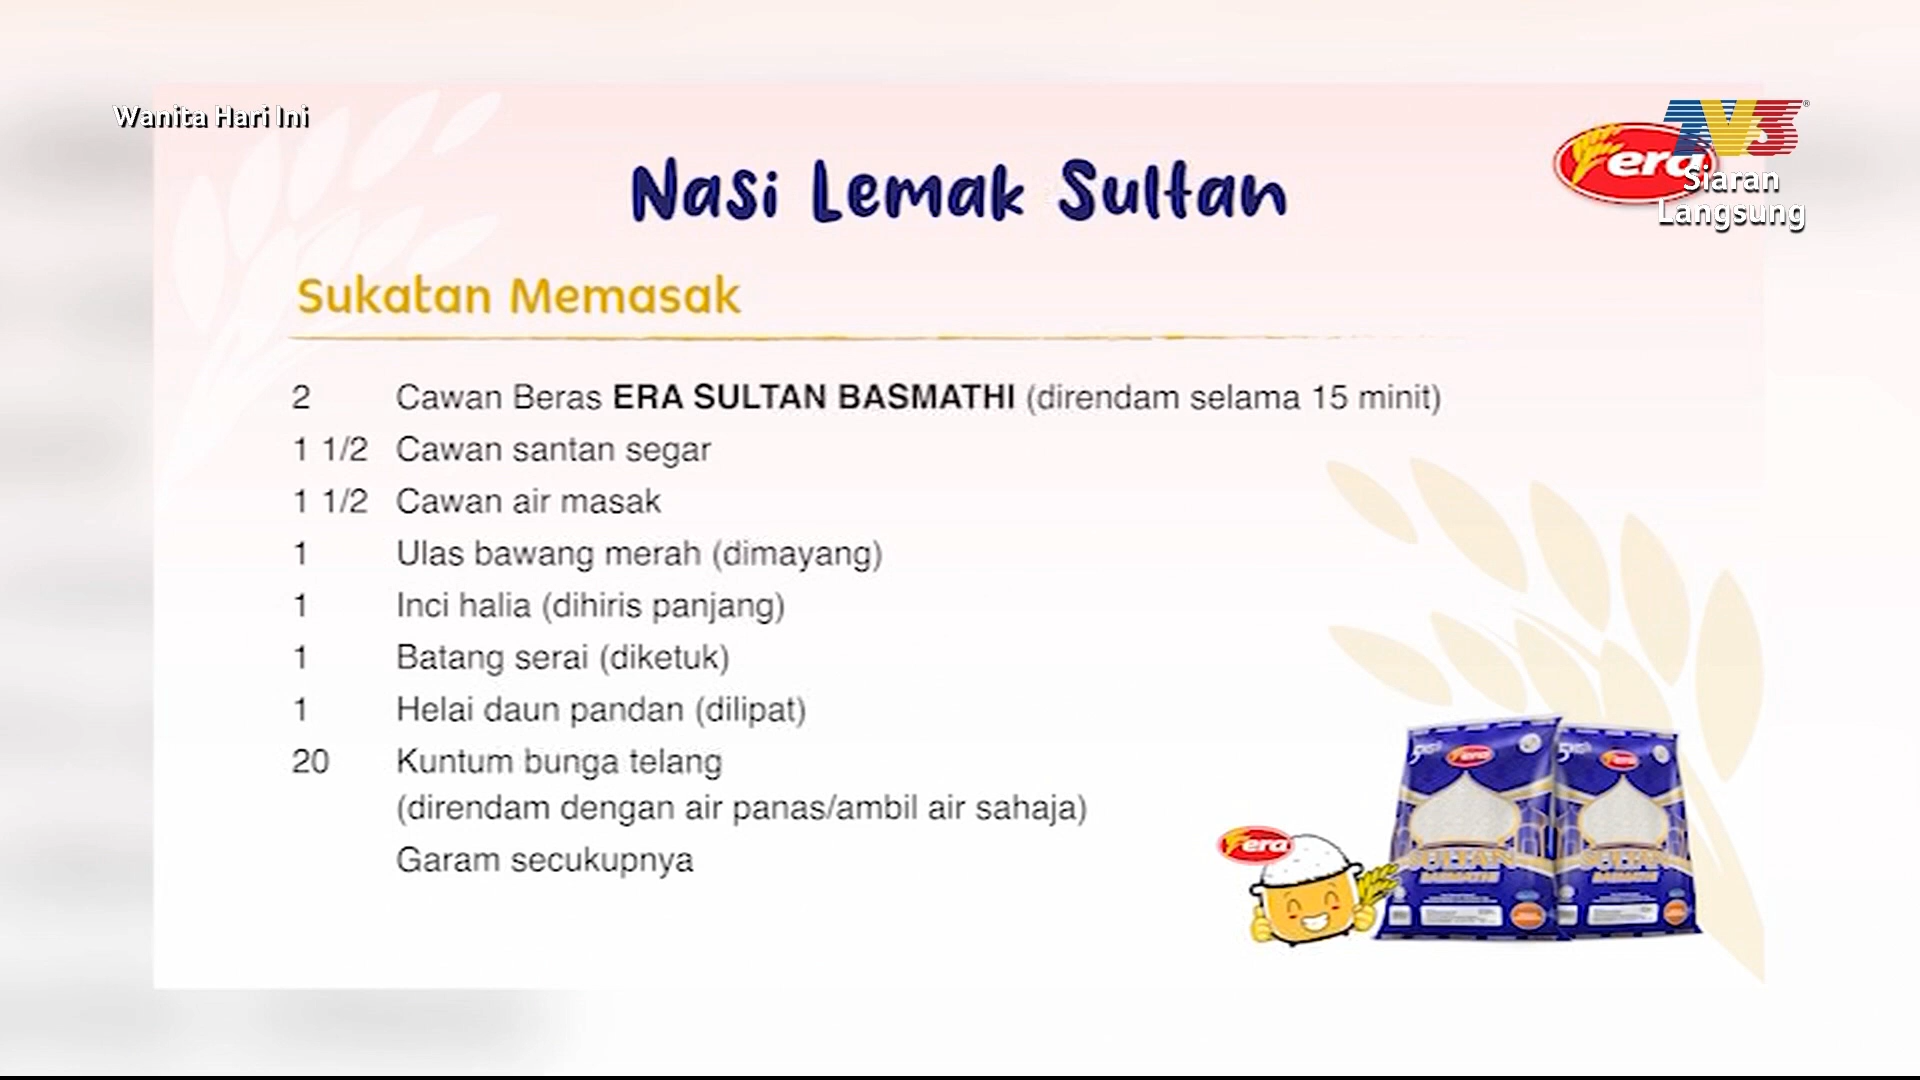 Wanita Hari Ini
TV3
era
Siaran
Langsung
Nasi Lemak Sultan
Sukatan Memasak
2 Cawan Beras ERA SULTAN BASMATHI (direndam selama 15 minit)
1 1/2 Cawan santan segar
1 1/2 Cawan air masak
1 Ulas bawang merah (dimayang)
1 Inci halia (dihiris panjang)
1 Batang serai (diketuk)
1 Helai daun pandan (dilipat)
20 Kuntum bunga telang
(direndam dengan air panas/ambil air sahaja)
Garam secukupnya
era
era
SULTAN
BASMATHI
era
SULTAN
BASMATHI